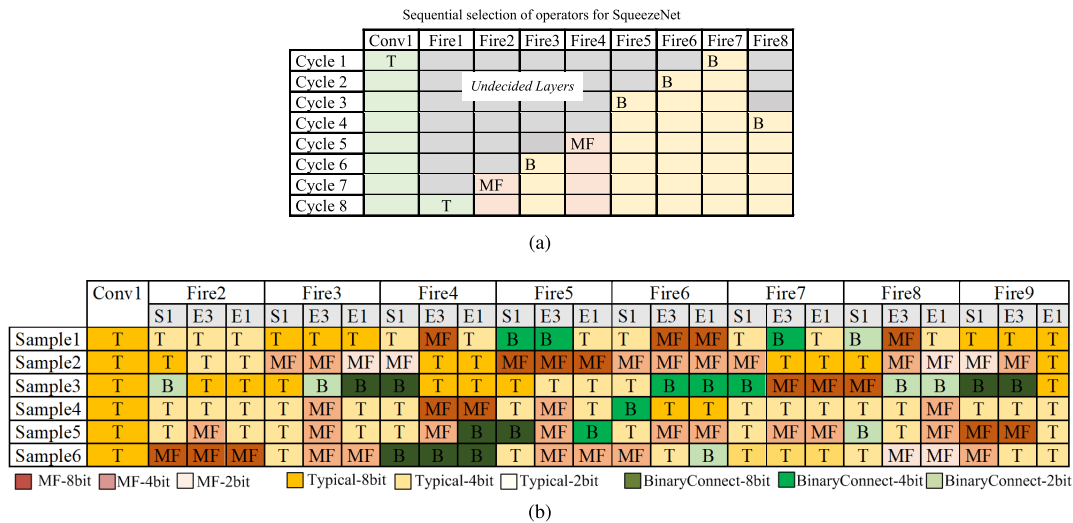 Sequential selection of operators for SqueezeNet
Conv1 Fire1 Fire2 Fire3 Fire4 Fire5 Fire6 Fire7 Fire8
Cycle 1 T B
Cycle 2 Undecided Layers B
Cycle 3 B
Cycle 4 B
Cycle 5 MF
Cycle 6 B
Cycle 7 MF
Cycle 8 T
(a)
Conv1 Fire2 Fire3 Fire4 Fire5 Fire6 Fire7 Fire8 Fire9
S1 E3 E1 S1 E3 E1 S1 E3 E1 S1 E3 E1 S1 E3 E1 S1 E3 E1 S1 E3 E1 S1 E3 E1
Sample1 T T T T T T T T MF T B B T T MF MF T B T B MF T T T T
Sample2 T T T T MF MF MF MF T T MF MF MF MF MF MF MF T T T MF MF MF MF T
Sample3 T B T T T B B B T T T T T T B B B MF MF MF B B B B T
Sample4 T T T T T MF T T MF MF T MF T B T T T T T T T MF T T T
Sample5 T T MF T T MF T T MF B B MF B T MF MF T MF MF B T MF MF MF T
Sample6 T MF MF MF T MF MF B B B T MF MF MF T B T T T T MF MF MF T T
MF-8bit MF-4bit MF-2bit Typical-8bit Typical-4bit Typical-2bit BinaryConnect-8bit BinaryConnect-4bit BinaryConnect-2bit
(b)